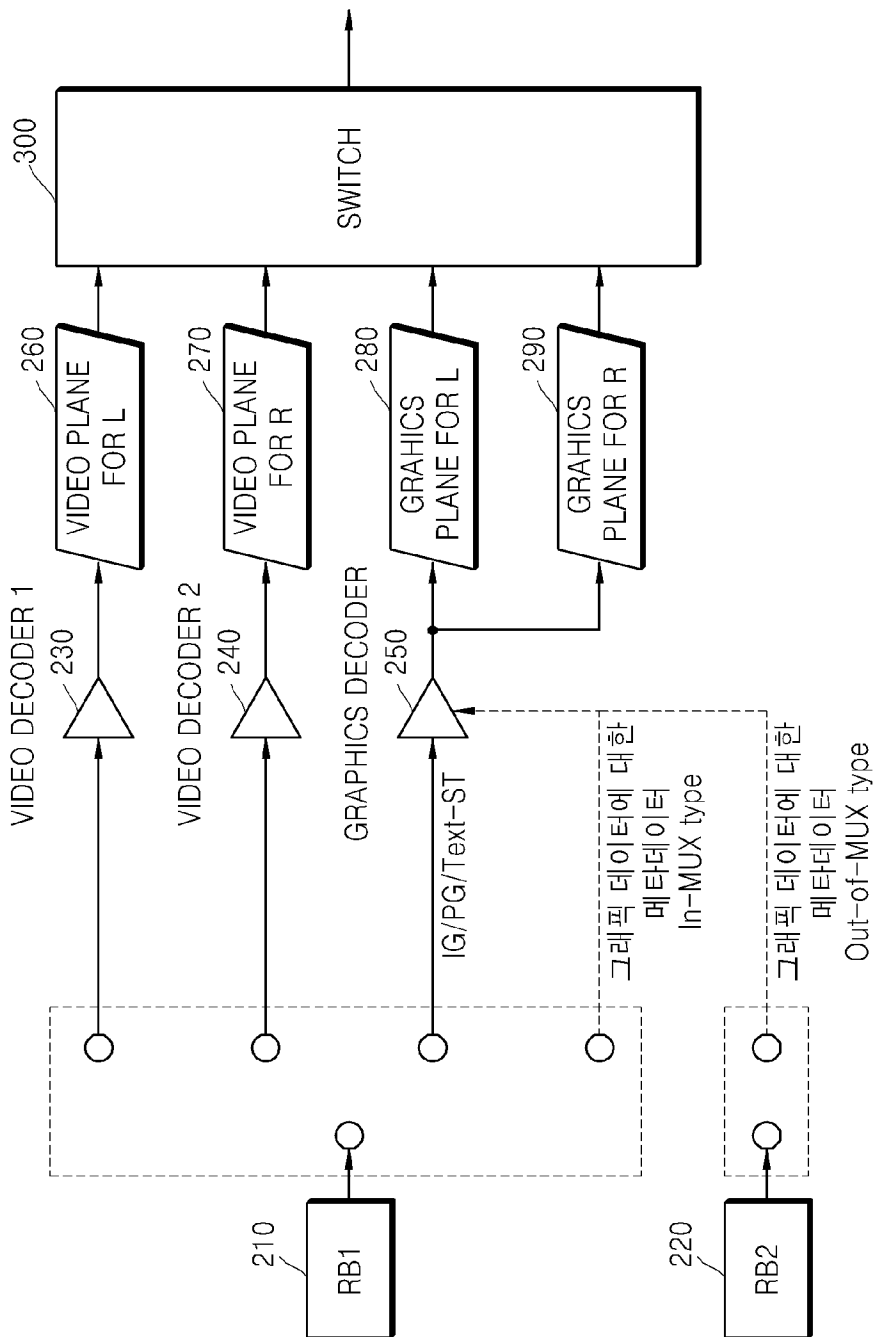 VIDEO DECODER 1
230
260
VIDEO PLANE
FOR L
300
SWITCH
VIDEO DECODER 2
240
270
VIDEO PLANE
FOR R
210
RB1
GRAPHICS DECODER
250
IG/PG/Text-ST
280
GRAHICS
PLANE FOR L
290
GRAHICS
PLANE FOR R
그래픽 데이터에 대한
메타데이터
In-MUX type
220
RB2
그래픽 데이터에 대한
메타데이터
Out-of-MUX type